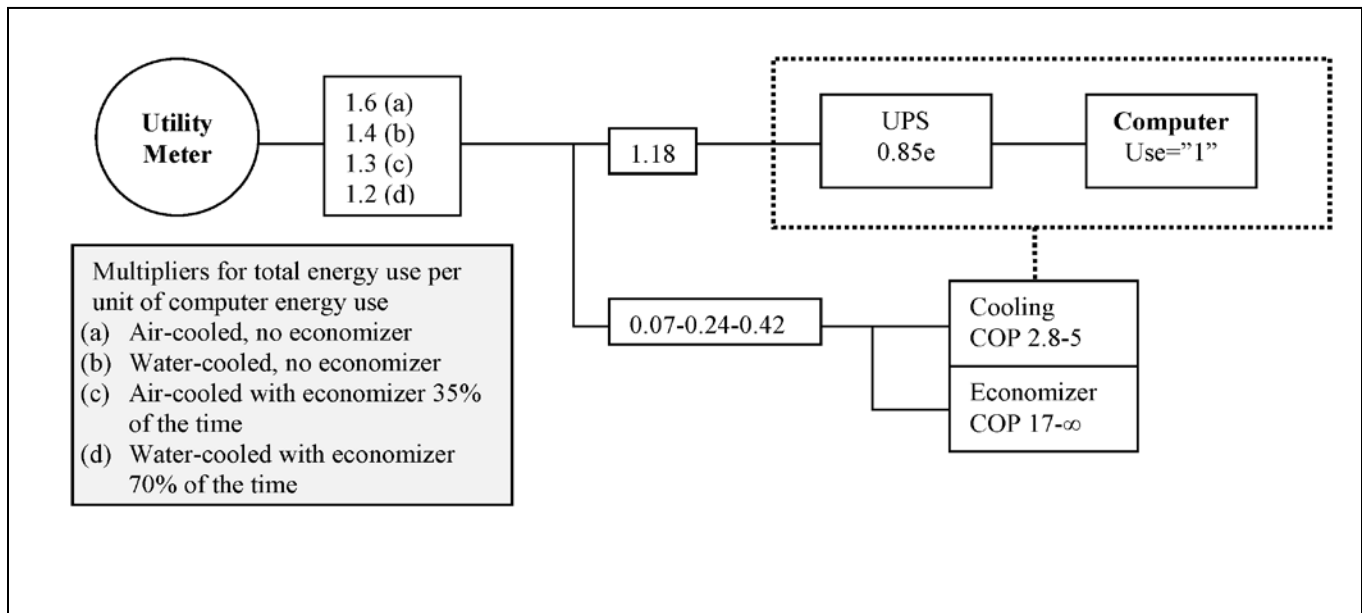 Utility
Meter
1.6 (a)
1.4 (b)
1.3 (c)
1.2 (d)
1.18
UPS
0.85e
Computer
Use=”1”
Multipliers for total energy use per
unit of computer energy use
(a) Air-cooled, no economizer
(b) Water-cooled, no economizer
(c) Air-cooled with economizer 35%
of the time
(d) Water-cooled with economizer
70% of the time
0.07-0.24-0.42
Cooling
COP 2.8-5
Economizer
COP 17-∞